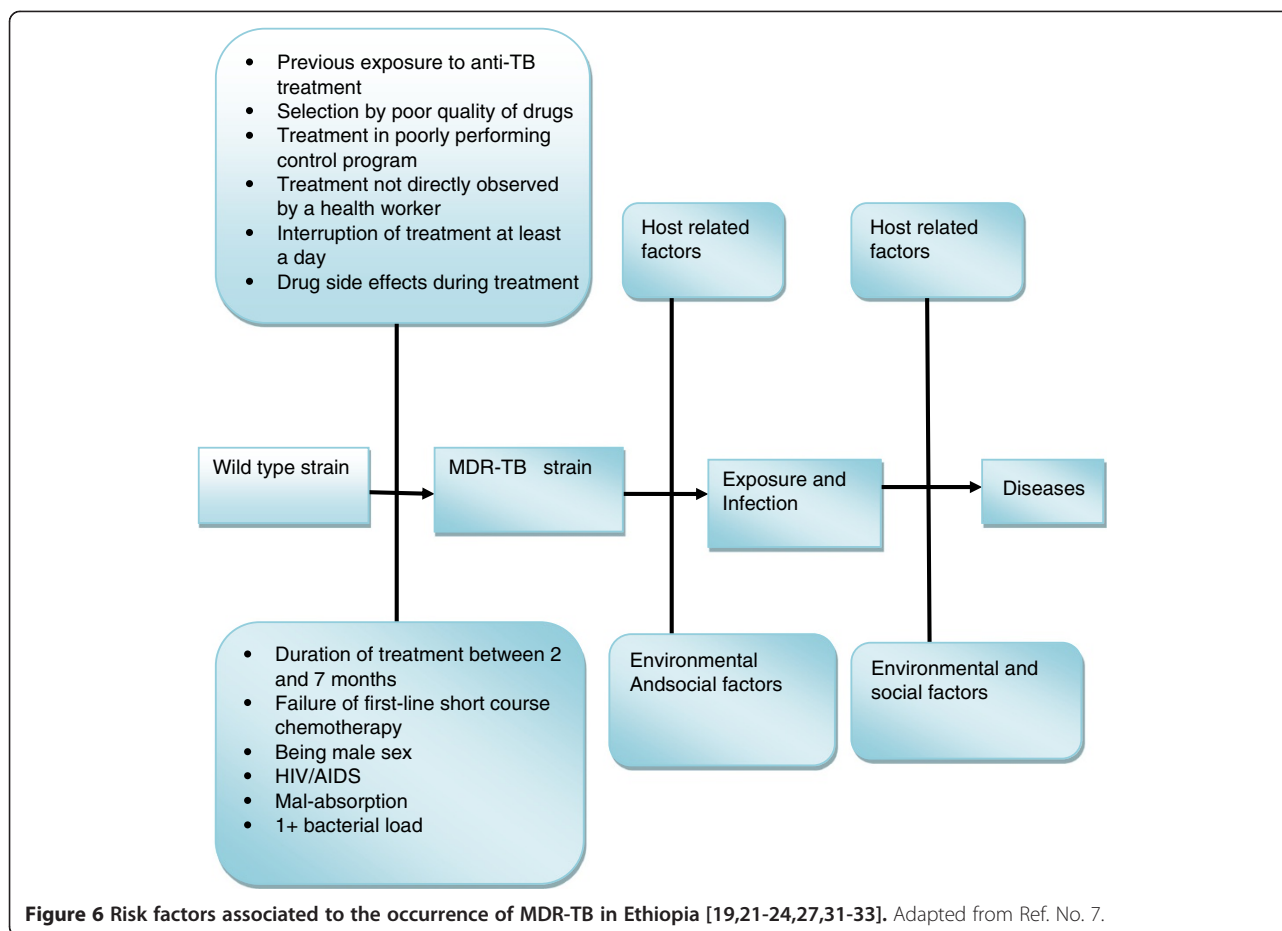 • Previous exposure to anti-TB
treatment
• Selection by poor quality of drugs
• Treatment in poorly performing
control program
• Treatment not directly observed
by a health worker
• Interruption of treatment at least
a day
• Drug side effects during treatment
Host related
factors
Host related
factors
Wild type strain
MDR-TB strain
Exposure and
Infection
Diseases
• Duration of treatment between 2
and 7 months
• Failure of first-line short course
chemotherapy
• Being male sex
• HIV/AIDS
• Mal-absorption
• 1+ bacterial load
Environmental
Andsocial factors
Environmental and
social factors
Figure 6 Risk factors associated to the occurrence of MDR-TB in Ethiopia [19,21-24,27,31-33]. Adapted from Ref. No. 7.